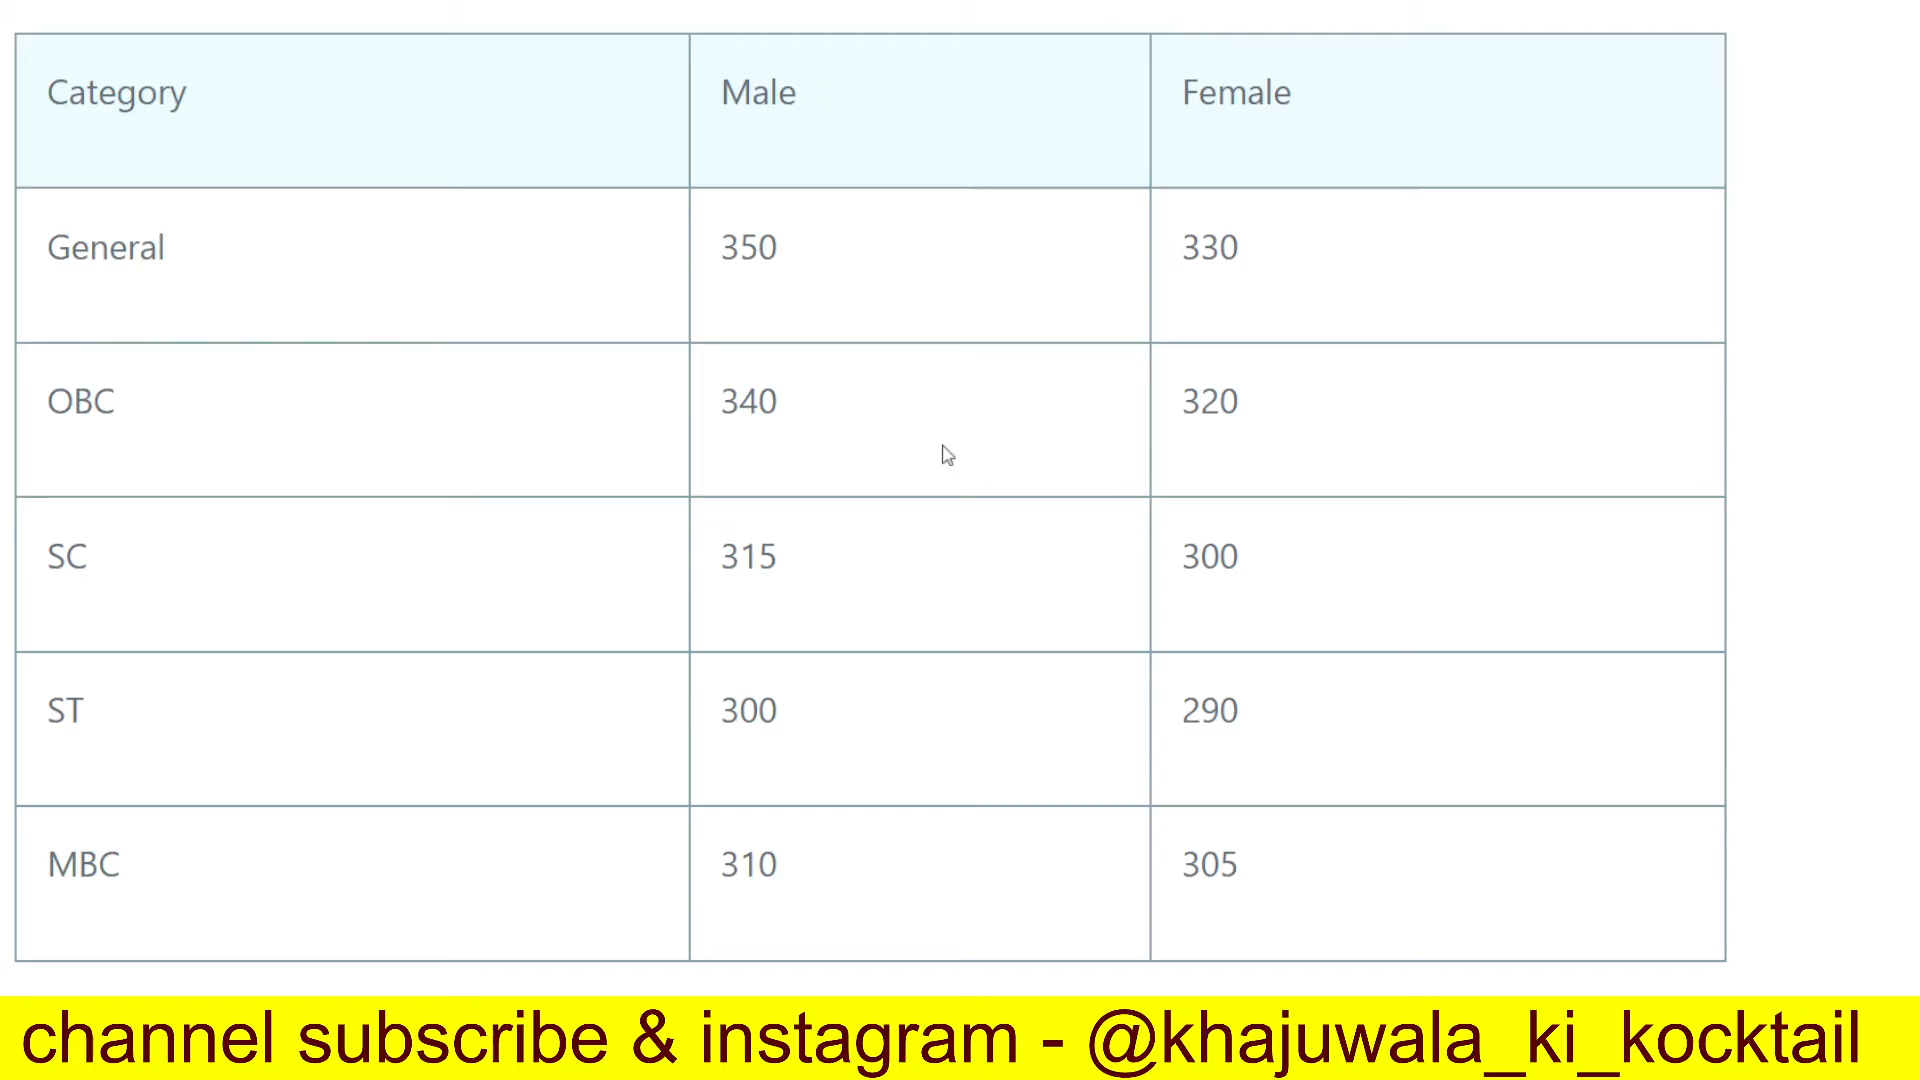 Category Male Female
General 350 330
OBC 340 320
SC 315 300
ST 300 290
MBC 310 305
channel subscribe & instagram - @khajuwala_ki_kocktail